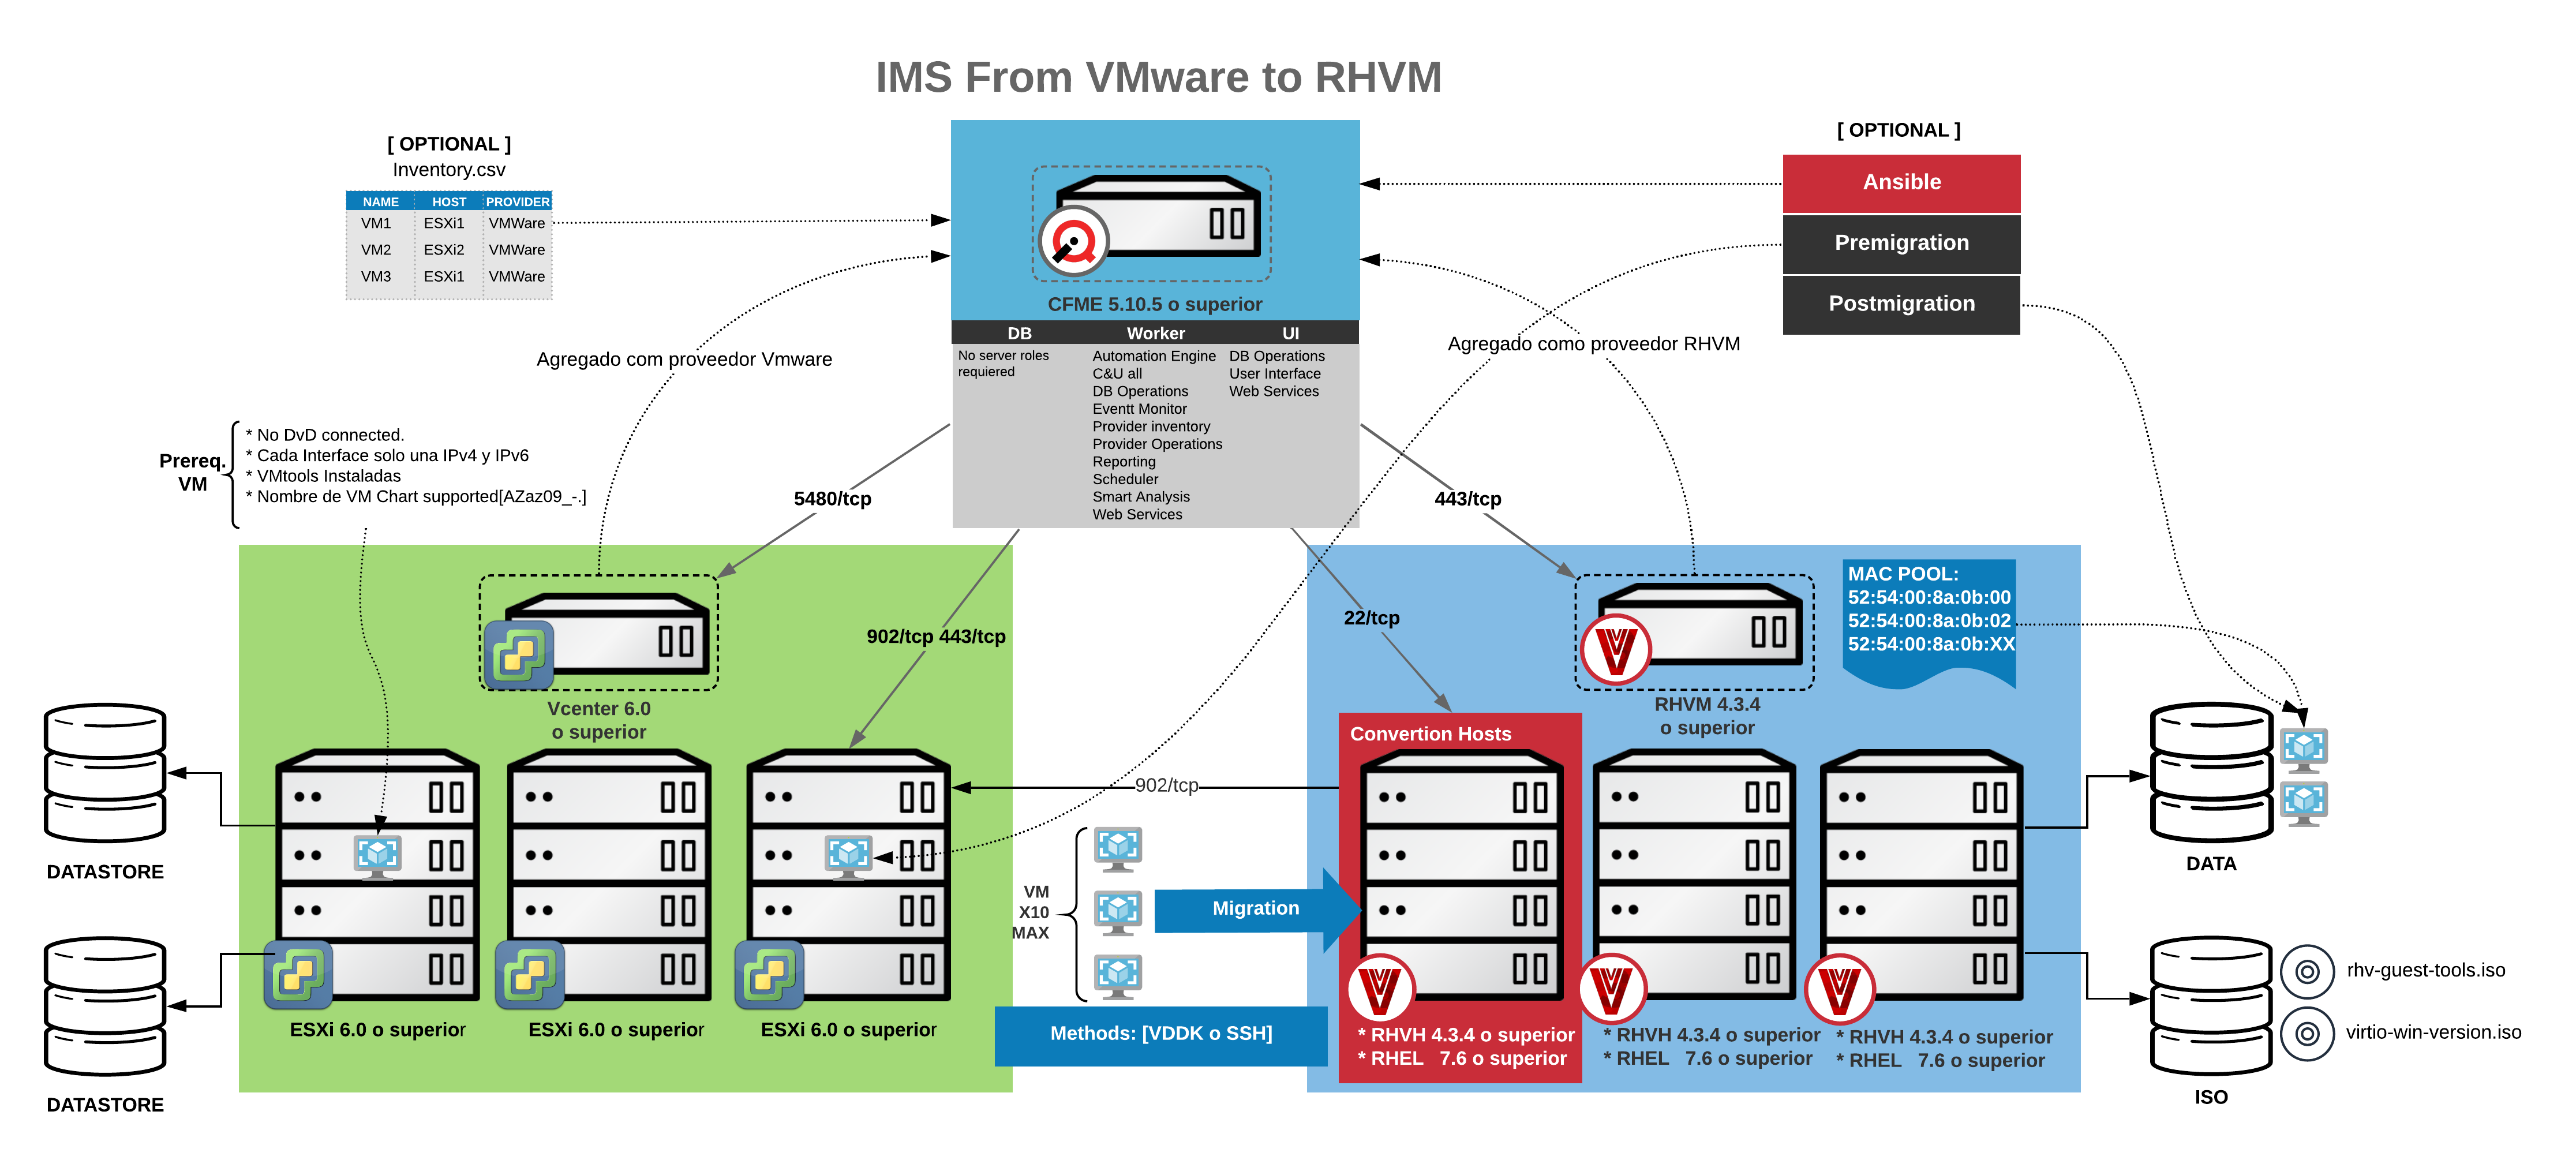 IMS From VMware to RHVM
[ OPTIONAL ]
Inventory.csv
NAME HOST PROVIDER
VM1 ESXi1 VMWare
VM2 ESXi2 VMWare
VM3 ESXi1 VMWare
CFME 5.10.5 o superior
DB Worker UI
No server roles
requiered
Automation Engine
C&U all
DB Operations
Eventt Monitor
Provider inventory
Provider Operations
Reporting
Scheduler
Smart Analysis
Web Services
DB Operations
User Interface
Web Services
[ OPTIONAL ]
Ansible
Premigration
Postmigration
Agregado com proveedor Vmware
Agregado como proveedor RHVM
Prereq.
VM
* No DvD connected.
* Cada Interface solo una IPv4 y IPv6
* VMtools Instaladas
* Nombre de VM Chart supported[AZaz09_-.]
5480/tcp
443/tcp
902/tcp 443/tcp
22/tcp
Vcenter 6.0
o superior
RHVM 4.3.4
o superior
MAC POOL:
52:54:00:8a:0b:00
52:54:00:8a:0b:02
52:54:00:8a:0b:XX
Convertion Hosts
902/tcp
DATASTORE
DATASTORE
VM
X10
MAX
Migration
Methods: [VDDK o SSH]
ESXi 6.0 o superior
ESXi 6.0 o superior
ESXi 6.0 o superior
* RHVH 4.3.4 o superior
* RHEL 7.6 o superior
* RHVH 4.3.4 o superior
* RHEL 7.6 o superior
* RHVH 4.3.4 o superior
* RHEL 7.6 o superior
DATA
rhv-guest-tools.iso
virtio-win-version.iso
ISO